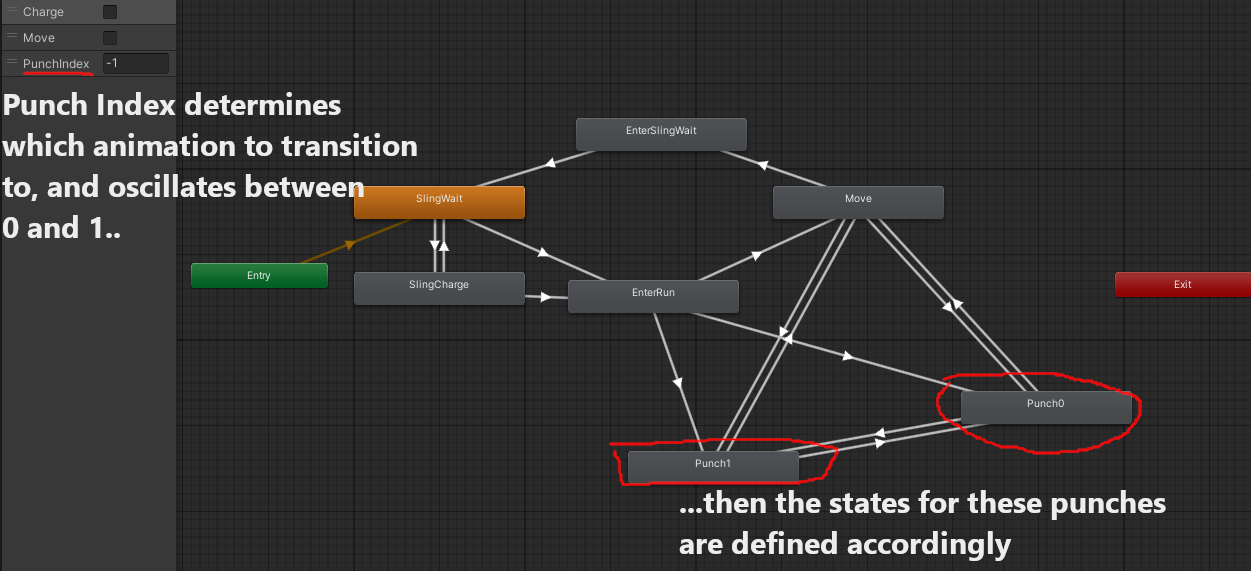 Charge
Move
PunchIndex -1
Punch Index determines
which animation to transition
to, and oscillates between
0 and 1..
EnterSlingWait
SlingWait
Move
Entry
SlingCharge
EnterRun
Exit
Punch0
Punch1
...then the states for these punches
are defined accordingly